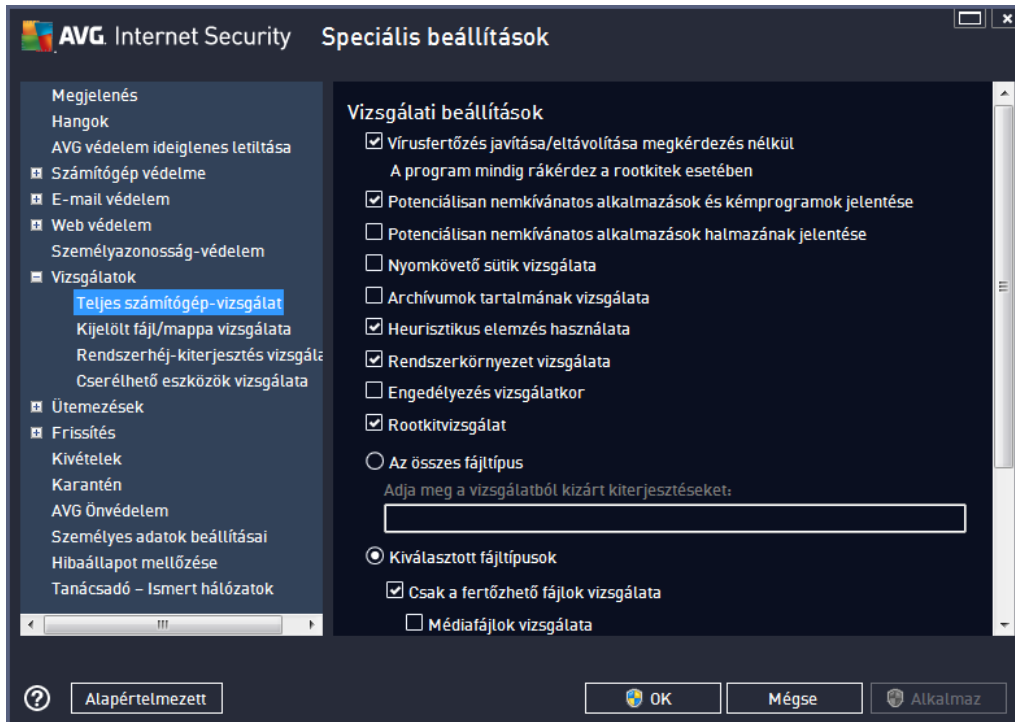 AVG. Internet Security
Speciális beállítások
Megjelenés
Hangok
AVG védelem ideiglenes letiltása
Számítógép védelme
E-mail védelem
Web védelem
Személyazonosság-védelem
Vizsgálatok
Teljes számítógép-vizsgálat
Kijelölt fájl/mappa vizsgálata
Rendszerhéj-kiterjesztés vizsgála
Cserélhető eszközök vizsgálata
Ütemezések
Frissítés
Kivételek
Karantén
AVG Önvédelem
Személyes adatok beállításai
Hibaállapot mellőzése
Tanácsadó – Ismert hálózatok
Vizsgálati beállítások
Vírusfertőzés javítása/eltávolítása megkérdezés nélkül
A program mindig rákérdez a rootkitek esetében
Potenciálisan nemkívánatos alkalmazások és kémprogramok jelentése
Potenciálisan nemkívánatos alkalmazások halmazának jelentése
Nyomkövető sütik vizsgálata
Archívumok tartalmának vizsgálata
Heurisztikus elemzés használata
Rendszerkörnyezet vizsgálata
Engedélyezés vizsgálatkor
Rootkitvizsgálat
Az összes fájltípus
Adja meg a vizsgálatból kizárt kiterjesztéseket:
Kiválasztott fájltípusok
Csak a fertőzhető fájlok vizsgálata
Médiafájlok vizsgálata
Alapértelmezett
OK
Mégse
Alkalmaz